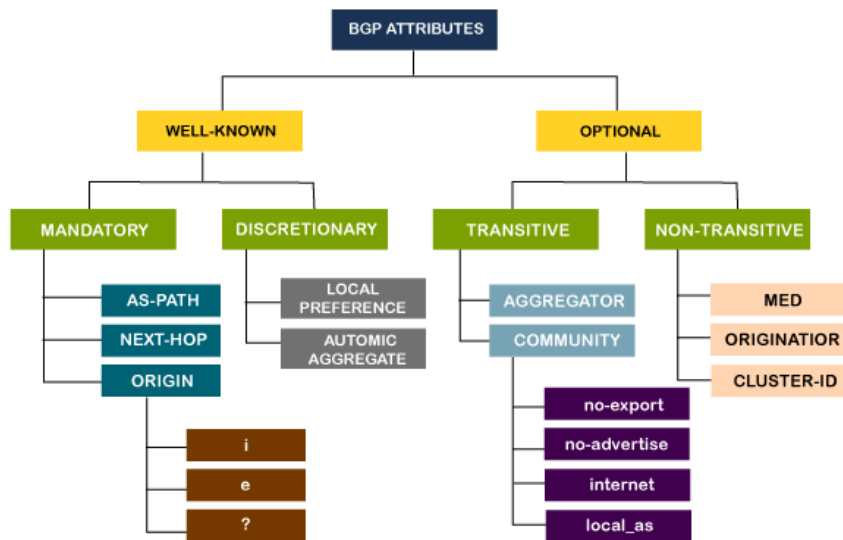 BGP ATTRIBUTES
WELL-KNOWN
OPTIONAL
MANDATORY
DISCRETIONARY
TRANSITIVE
NON-TRANSITIVE
AS-PATH
NEXT-HOP
ORIGIN
i
e
?
LOCAL
PREFERENCE
AUTOMIC
AGGREGATE
AGGREGATOR
COMMUNITY
no-export
no-advertise
internet
local_as
MED
ORIGINATIOR
CLUSTER-ID